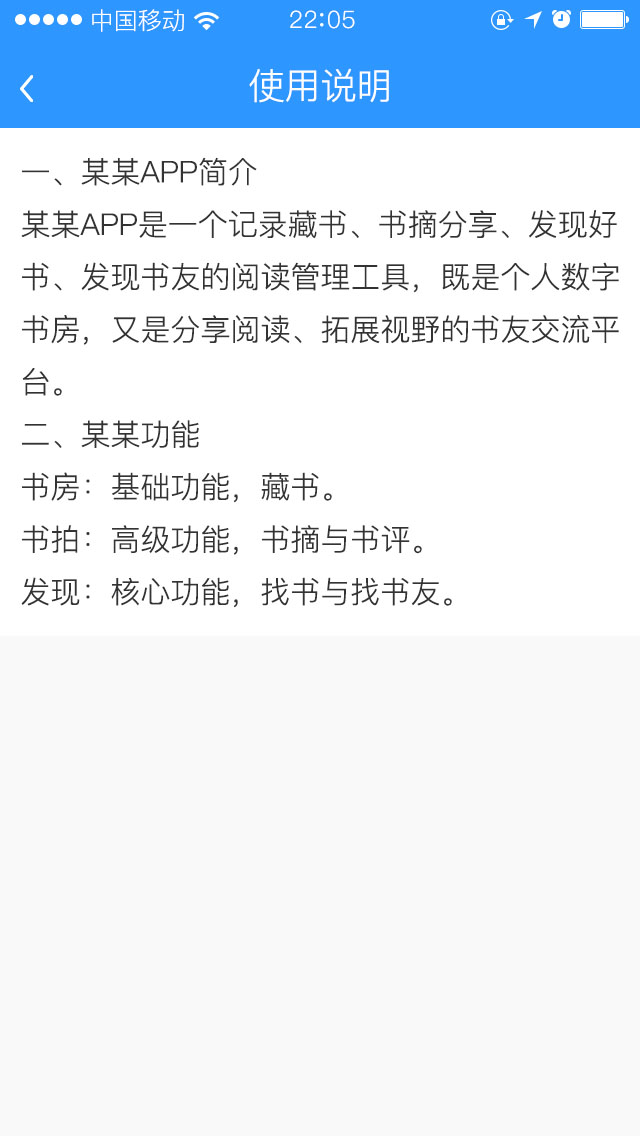 中国移动 22:05
使用说明
一、某某APP简介
某某APP是一个记录藏书、书摘分享、发现好
书、发现书友的阅读管理工具，既是个人数字
书房，又是分享阅读、拓展视野的书友交流平
台。
二、某某功能
书房：基础功能，藏书。
书拍：高级功能，书摘与书评。
发现：核心功能，找书与找书友。